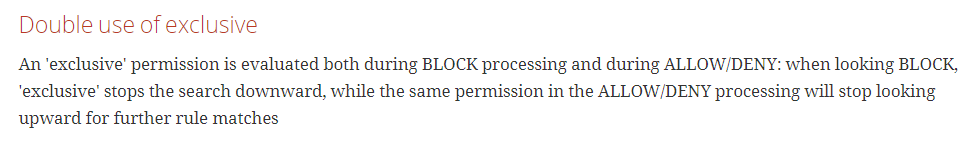 Double use of exclusive
An 'exclusive' permission is evaluated both during BLOCK processing and during ALLOW/DENY: when looking BLOCK,
'exclusive' stops the search downward, while the same permission in the ALLOW/DENY processing will stop looking
upward for further rule matches